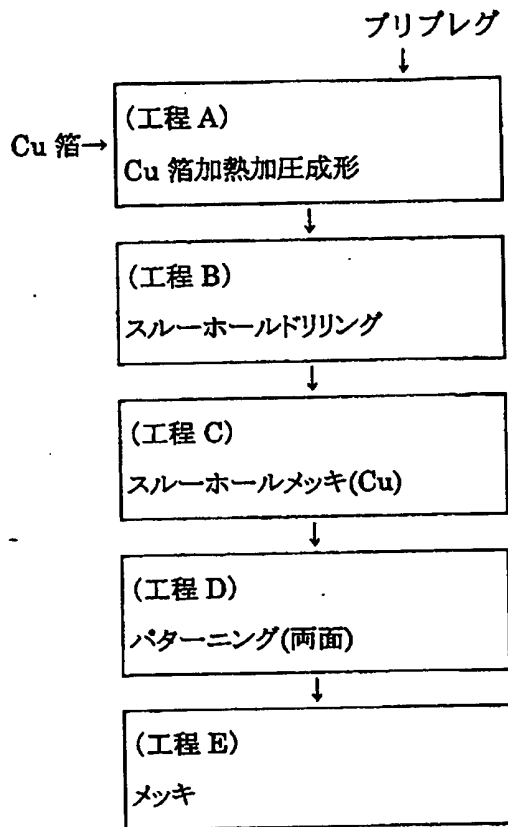 プリプレグ
↓
(工程 A)
Cu 箔→
Cu 箔加熱加圧成形
↓
(工程 B)
スルーホールドリリング
↓
(工程 C)
スルーホールメッキ(Cu)
↓
(工程 D)
パターニング(両面)
↓
(工程 E)
メッキ